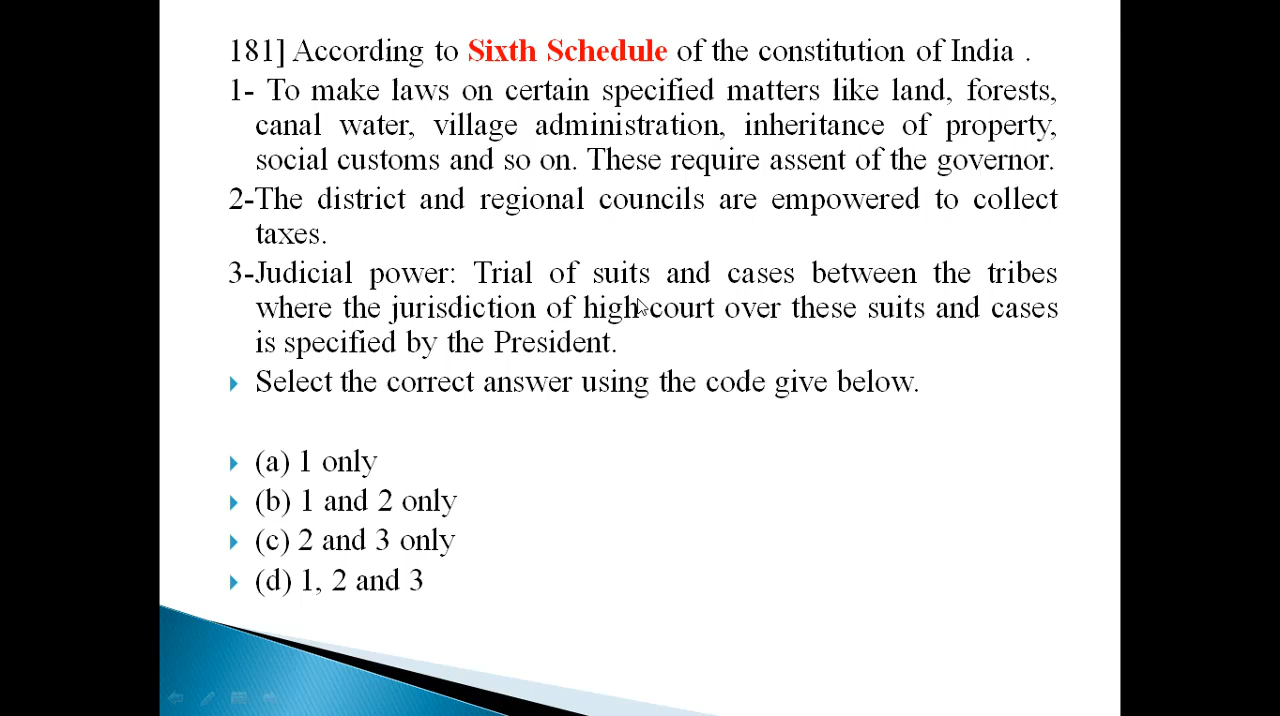 181] According to Sixth Schedule of the constitution of India .
1- To make laws on certain specified matters like land, forests,
canal water, village administration, inheritance of property,
social customs and so on. These require assent of the governor.
2-The district and regional councils are empowered to collect
taxes.
3-Judicial power: Trial of suits and cases between the tribes
where the jurisdiction of high court over these suits and cases
is specified by the President.
Select the correct answer using the code give below.
(a) 1 only
(b) 1 and 2 only
(c) 2 and 3 only
(d) 1, 2 and 3